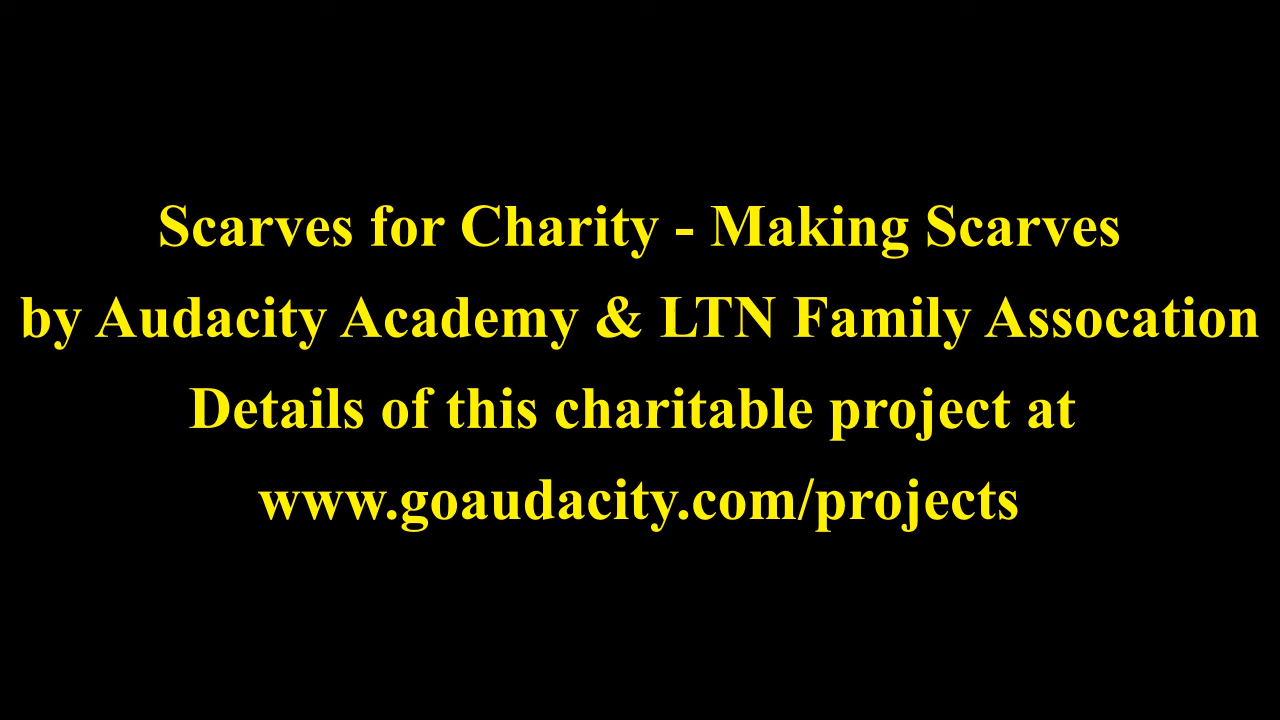 Scarves for Charity - Making Scarves
by Audacity Academy & LTN Family Assocation
Details of this charitable project at
www.goaudacity.com/projects